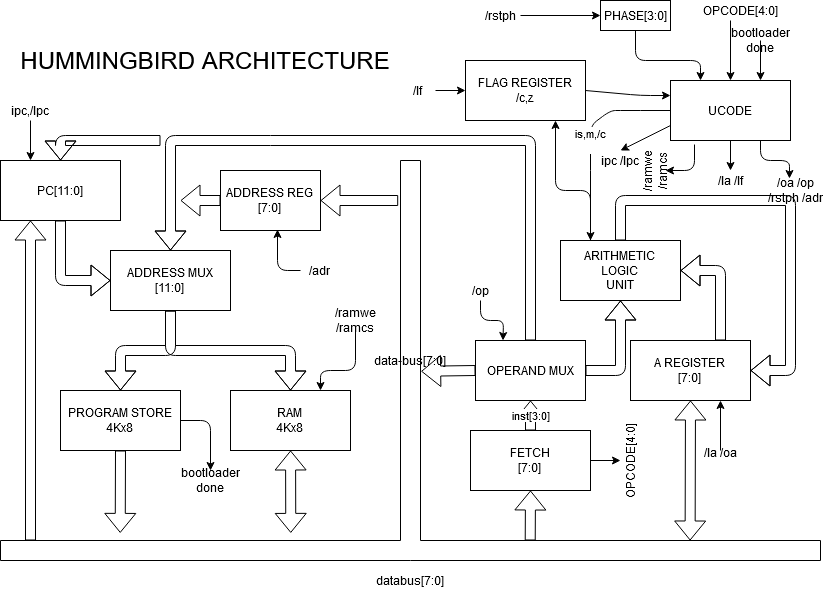 /rstph
PHASE[3:0]
OPCODE[4:0]
bootloader
done
HUMMINGBIRD ARCHITECTURE
/lf
FLAG REGISTER
/c,z
UCODE
ipc,/lpc
is,m,/c
ipc /lpc
/ramwe
/ramcs
/la /lf
/oa /op
/rstph /adr
PC[11:0]
ADDRESS REG
[7:0]
/adr
ADDRESS MUX
[11:0]
ARITHMETIC
LOGIC
UNIT
/op
/ramwe
/ramcs
data-bus[7:0]
OPERAND MUX
A REGISTER
[7:0]
PROGRAM STORE
4Kx8
RAM
4Kx8
inst[3:0]
FETCH
[7:0]
OPCODE[4:0]
/la /oa
bootloader
done
databus[7:0]